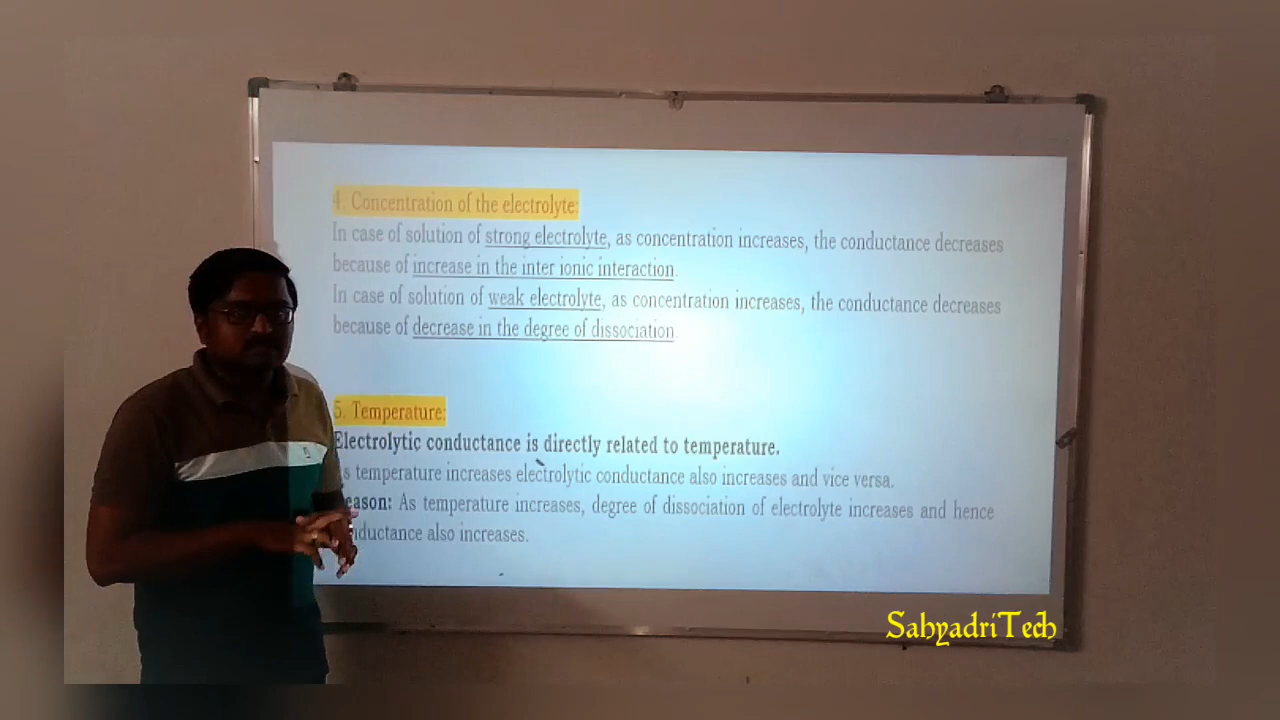 4. Concentration of the electrolyte:
In case of solution of strong electrolyte, as concentration increases, the conductance decreases
because of increase in the inter ionic interaction.
In case of solution of weak electrolyte, as concentration increases, the conductance decreases
because of decrease in the degree of dissociation.
5. Temperature:
Electrolytic conductance is directly related to temperature.
s temperature increases electrolytic conductance also increases and vice versa.
eason: As temperature increases, degree of dissociation of electrolyte increases and hence
nductance also increases.
SahyadriTech